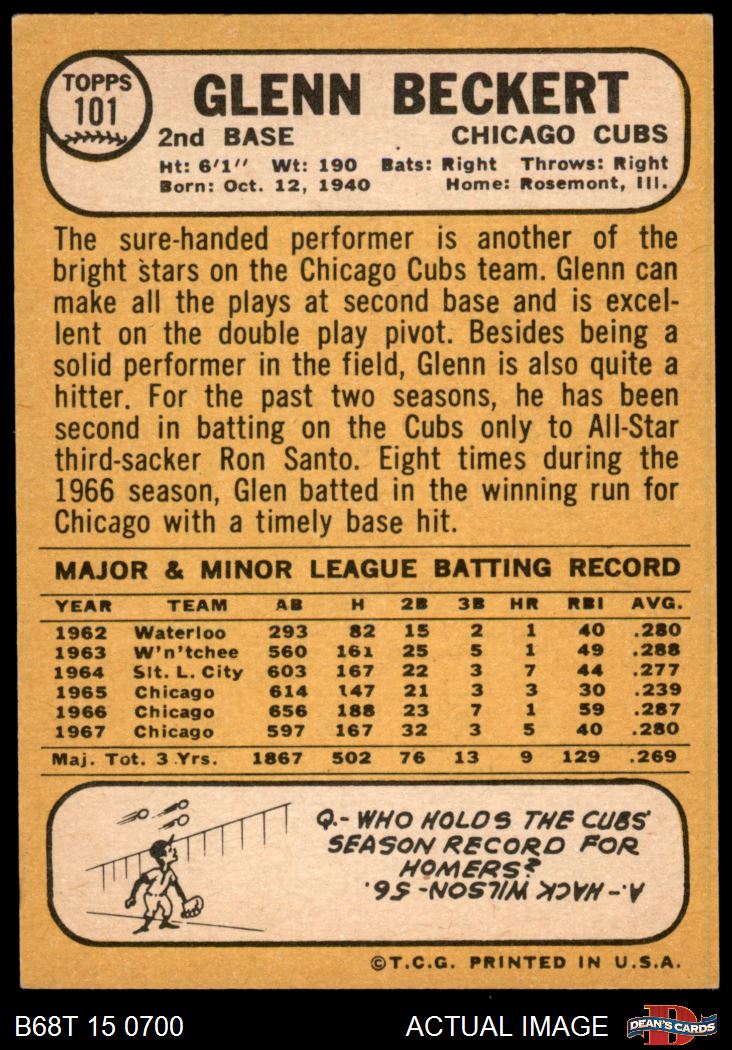 TOPPS
101
GLENN BECKERT
2nd BASE CHICAGO CUBS
Ht: 6'1" Wt: 190 Bats: Right Throws: Right
Born: Oct. 12, 1940 Home: Rosemont, Ill.
The sure-handed performer is another of the
bright stars on the Chicago Cubs team. Glenn can
make all the plays at second base and is excel-
lent on the double play pivot. Besides being a
solid performer in the field, Glenn is also quite a
hitter. For the past two seasons, he has been
second in batting on the Cubs only to All-Star
third-sacker Ron Santo. Eight times during the
1966 season, Glen batted in the winning run for
Chicago with a timely base hit.
MAJOR & MINOR LEAGUE BATTING RECORD
YEAR TEAM AB H 2B 3B HR RBI AVG.
1962 Waterloo 293 82 15 2 1 40 .280
1963 W'n'tchee 560 161 25 5 1 49 .288
1964 Slt. L. City 603 167 22 3 7 44 .277
1965 Chicago 614 147 21 3 3 30 .239
1966 Chicago 656 188 23 7 1 59 .287
1967 Chicago 597 167 32 3 5 40 .280
Maj. Tot. 3 Yrs. 1867 502 76 13 9 129 .269
Q.- WHO HOLDS THE CUBS'
SEASON RECORD FOR
HOMERS?
A.- HACK WILSON-56.
©T.C.G. PRINTED IN U.S.A.
B68T 15 0700 ACTUAL IMAGE DEAN'S CARDS